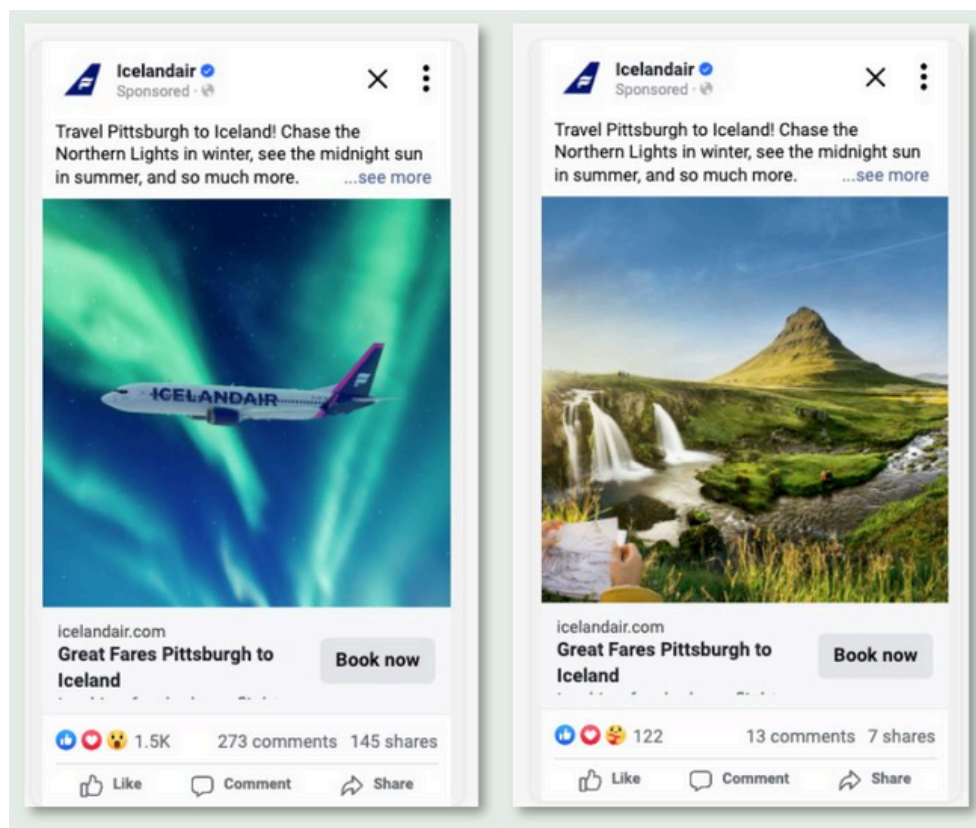 Icelandair
Sponsored ·
Travel Pittsburgh to Iceland! Chase the
Northern Lights in winter, see the midnight sun
in summer, and so much more. ...see more
ICELANDAIR
icelandair.com
Great Fares Pittsburgh to
Iceland
Book now
1.5K 273 comments 145 shares
Like Comment Share
Icelandair
Sponsored ·
Travel Pittsburgh to Iceland! Chase the
Northern Lights in winter, see the midnight sun
in summer, and so much more. ...see more
icelandair.com
Great Fares Pittsburgh to
Iceland
Book now
122 13 comments 7 shares
Like Comment Share